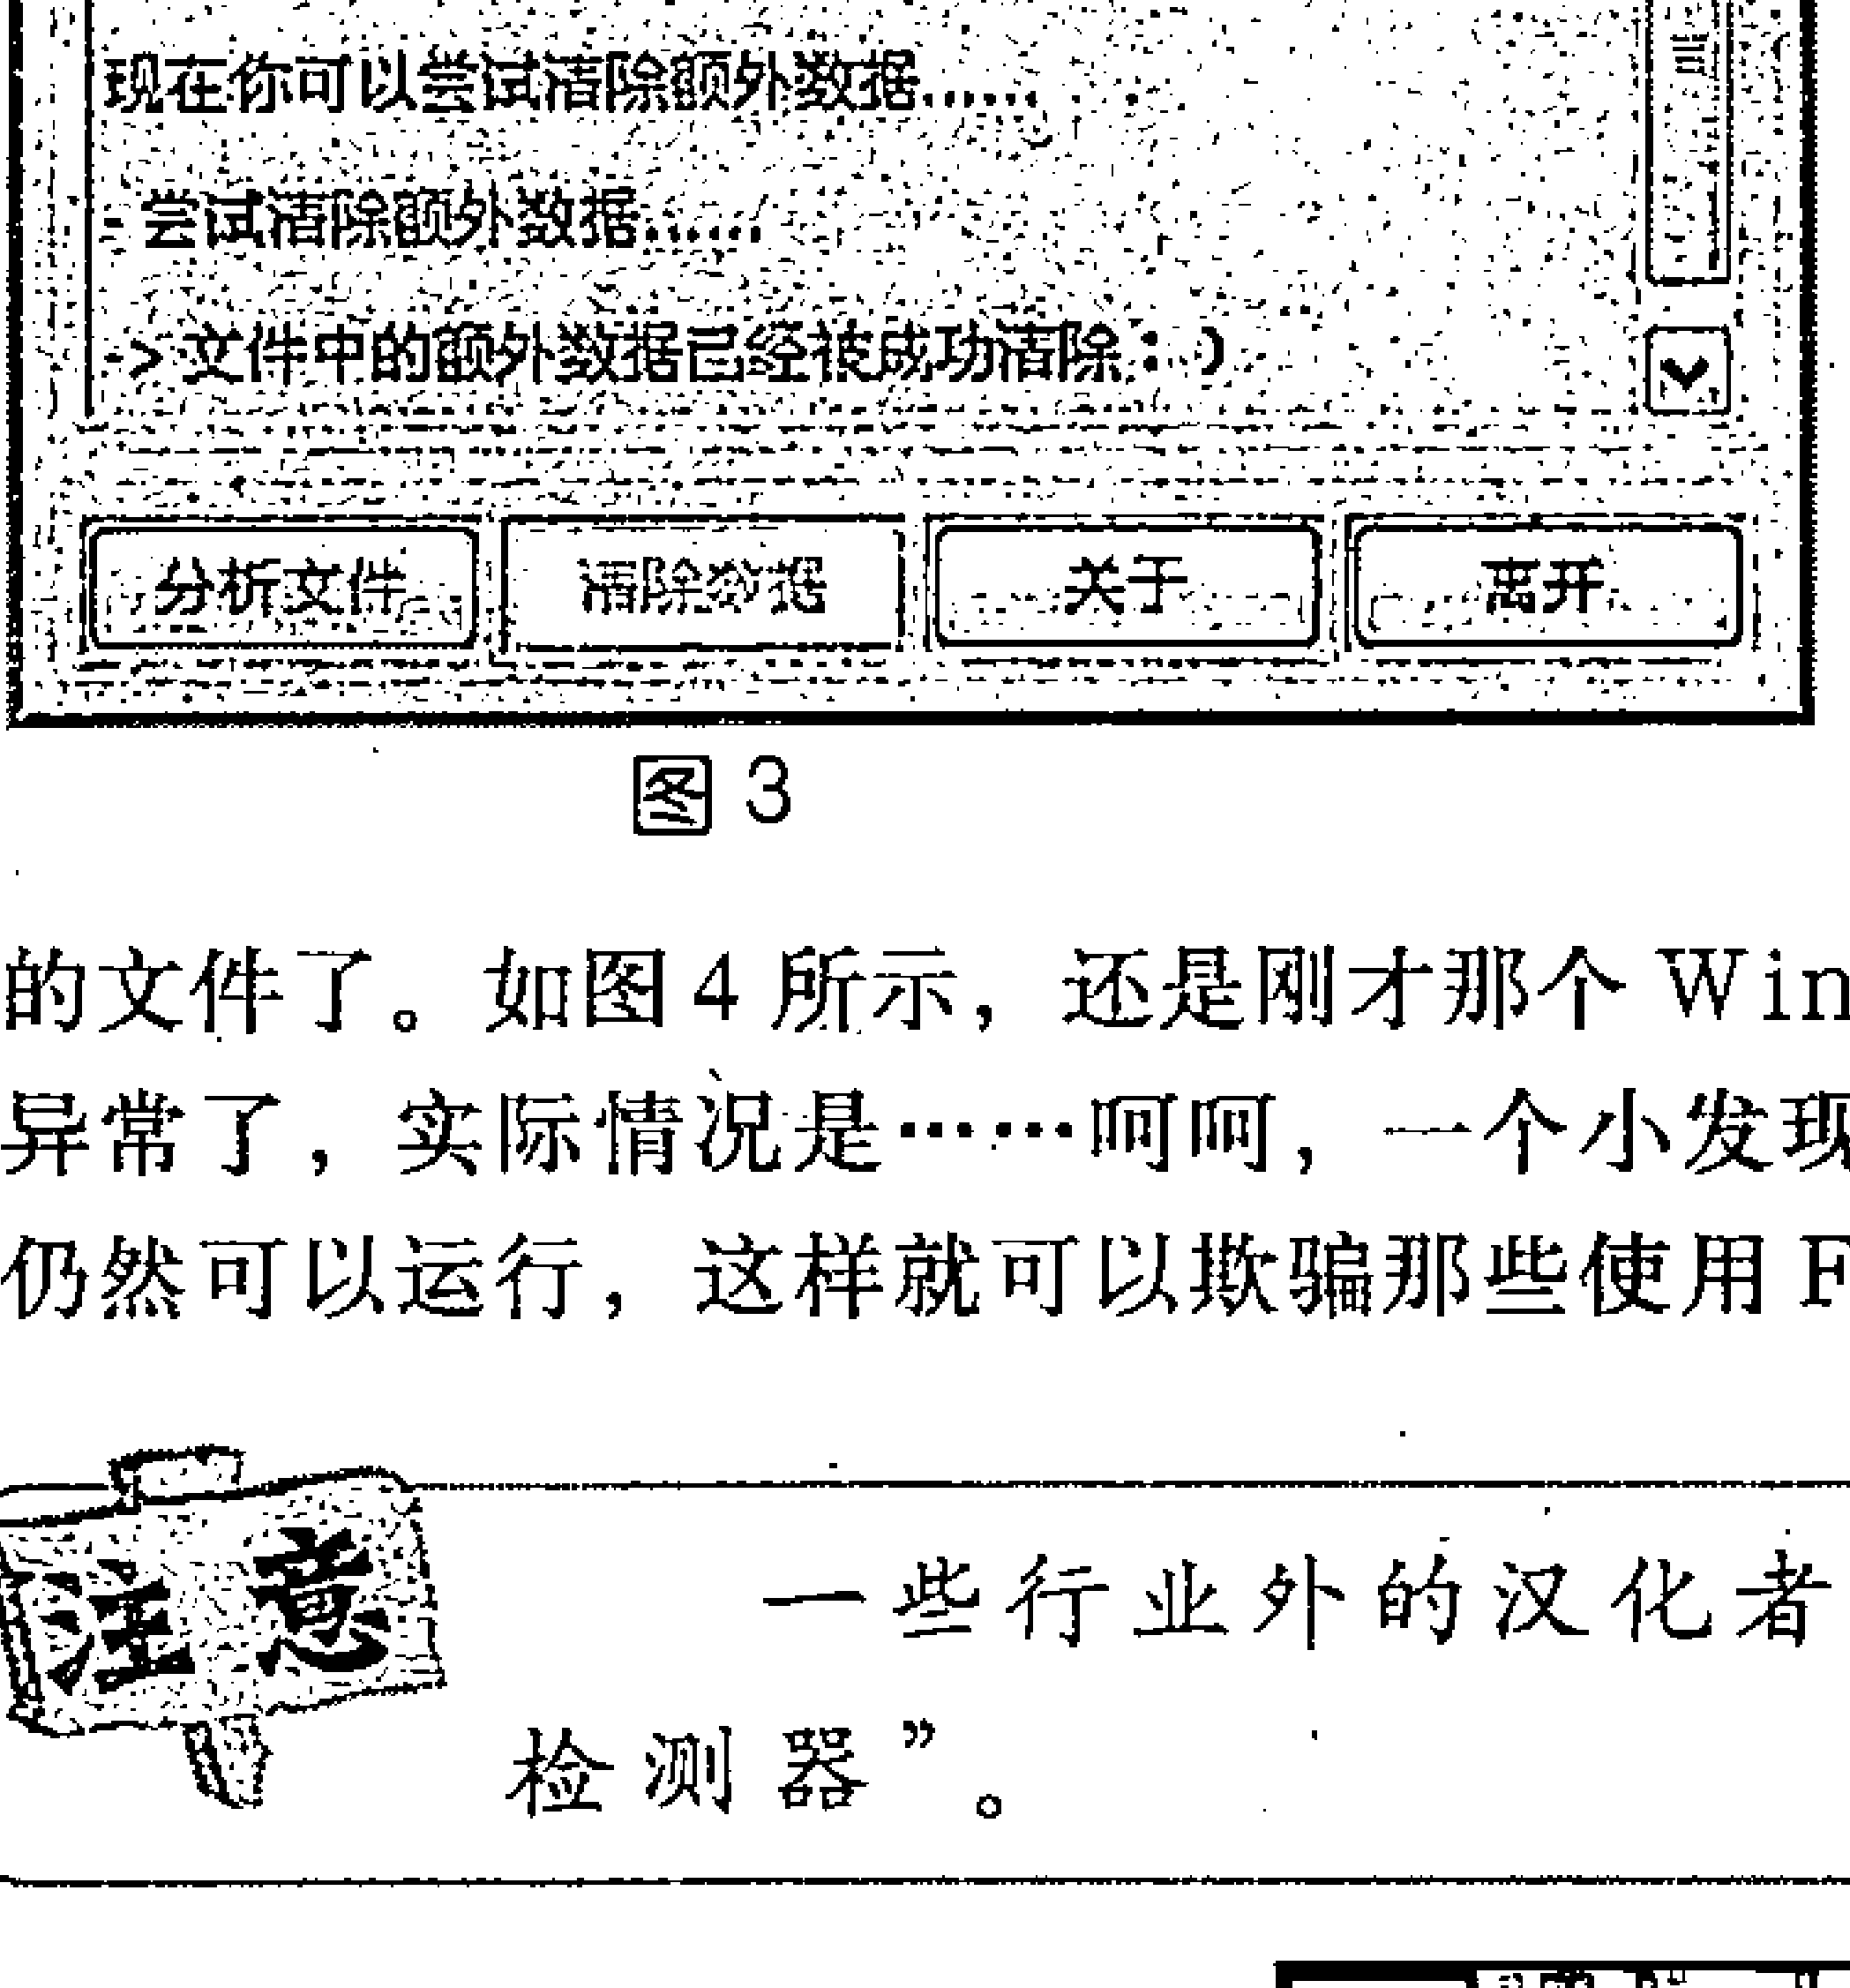 现在你可以尝试清除额外数据......
- 尝试清除额外数据......
-> 文件中的额外数据已经被成功清除：)
分析文件 清除数据 关于 离开
图 3
的文件了。如图 4 所示，还是刚才那个 Win
异常了，实际情况是……呵呵，一个小发现
仍然可以运行，这样就可以欺骗那些使用 F
注意
一些行业外的汉化者
检测器”。